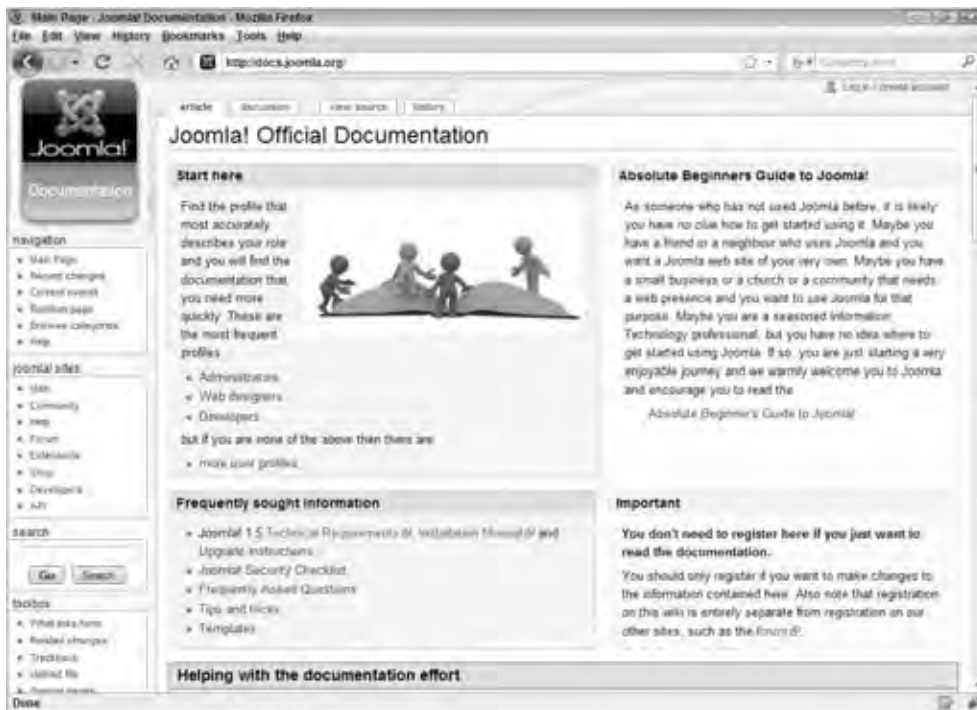 Main Page - Joomla! Documentation - Mozilla Firefox
File Edit View History Bookmarks Tools Help
http://docs.joomla.org/
Log in / create account
article discussion view source history
Joomla!
Documentation
Joomla! Official Documentation
navigation
Main Page
Recent changes
Current events
Random page
Browse categories
Help
joomla! sites
Main
Community
Help
Forum
Extensions
Shop
Developers
API
search
Go Search
toolbox
What links here
Related changes
Trackback
Upload file
Special pages
Start here
Find the profile that
most accurately
describes your role
and you will find the
documentation that
you need more
quickly. These are
the most frequent
profiles
Administrators
Web designers
Developers
but if you are none of the above then there are
more user profiles
Absolute Beginners Guide to Joomla!
As someone who has not used Joomla before, it is likely
you have no clue how to get started using it. Maybe you
have a friend or a neighbour who uses Joomla and you
want a Joomla web site of your very own. Maybe you have
a small business or a church or a community that needs
a web presence and you want to use Joomla for that
purpose. Maybe you are a seasoned Information
Technology professional, but you have no idea where to
get started using Joomla. If so, you are just starting a very
enjoyable journey and we warmly welcome you to Joomla
and encourage you to read the
Absolute Beginner's Guide to Joomla!
Frequently sought information
Joomla! 1.5 Technical Requirements, Installation Manual and
Upgrade Instructions
Joomla! Security Checklist
Frequently Asked Questions
Tips and tricks
Templates
Important
You don't need to register here if you just want to
read the documentation.
You should only register if you want to make changes to
the information contained here. Also note that registration
on this wiki is entirely separate from registration on our
other sites, such as the forum.
Helping with the documentation effort
Done